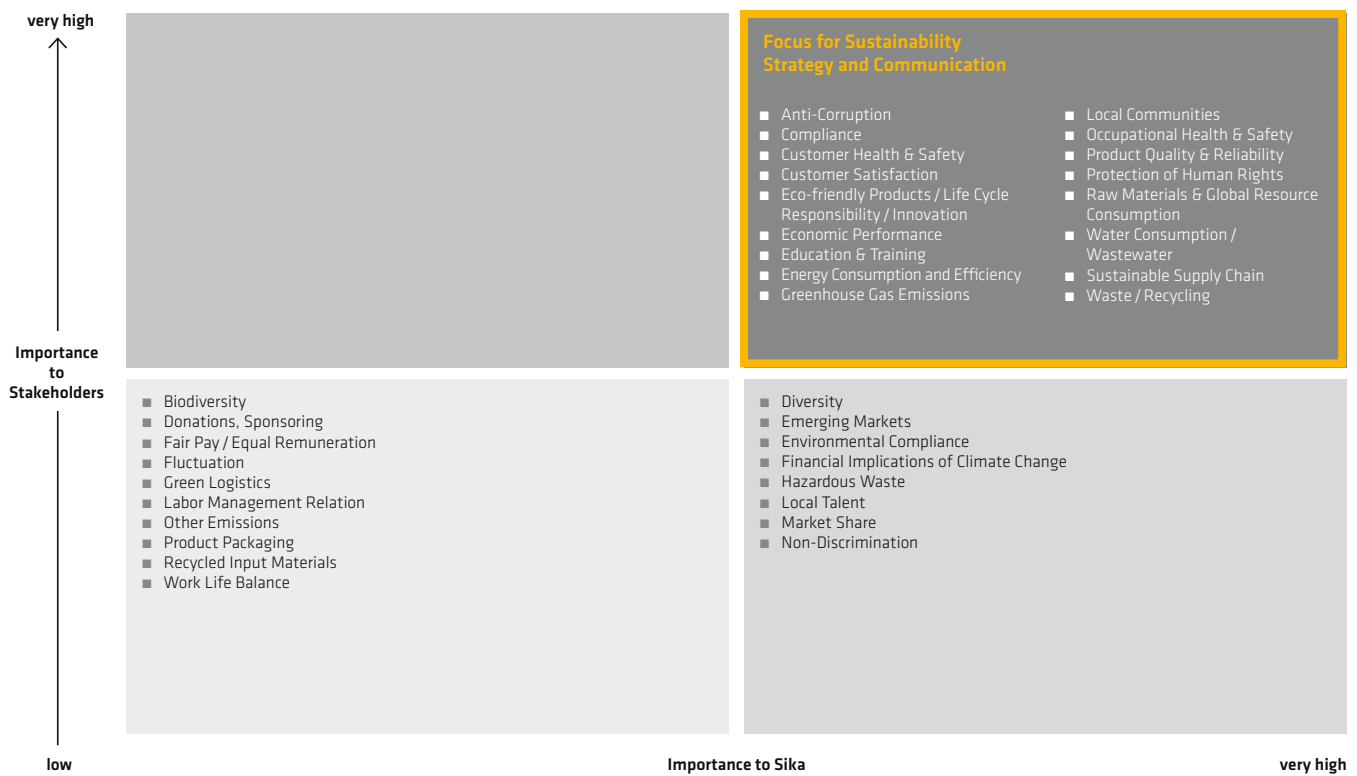 very high
Importance
to
Stakeholders
Focus for Sustainability
Strategy and Communication
Anti-Corruption
Compliance
Customer Health & Safety
Customer Satisfaction
Eco-friendly Products / Life Cycle
Responsibility / Innovation
Economic Performance
Education & Training
Energy Consumption and Efficiency
Greenhouse Gas Emissions
Local Communities
Occupational Health & Safety
Product Quality & Reliability
Protection of Human Rights
Raw Materials & Global Resource
Consumption
Water Consumption /
Wastewater
Sustainable Supply Chain
Waste / Recycling
Biodiversity
Donations, Sponsoring
Fair Pay / Equal Remuneration
Fluctuation
Green Logistics
Labor Management Relation
Other Emissions
Product Packaging
Recycled Input Materials
Work Life Balance
Diversity
Emerging Markets
Environmental Compliance
Financial Implications of Climate Change
Hazardous Waste
Local Talent
Market Share
Non-Discrimination
low
Importance to Sika
very high